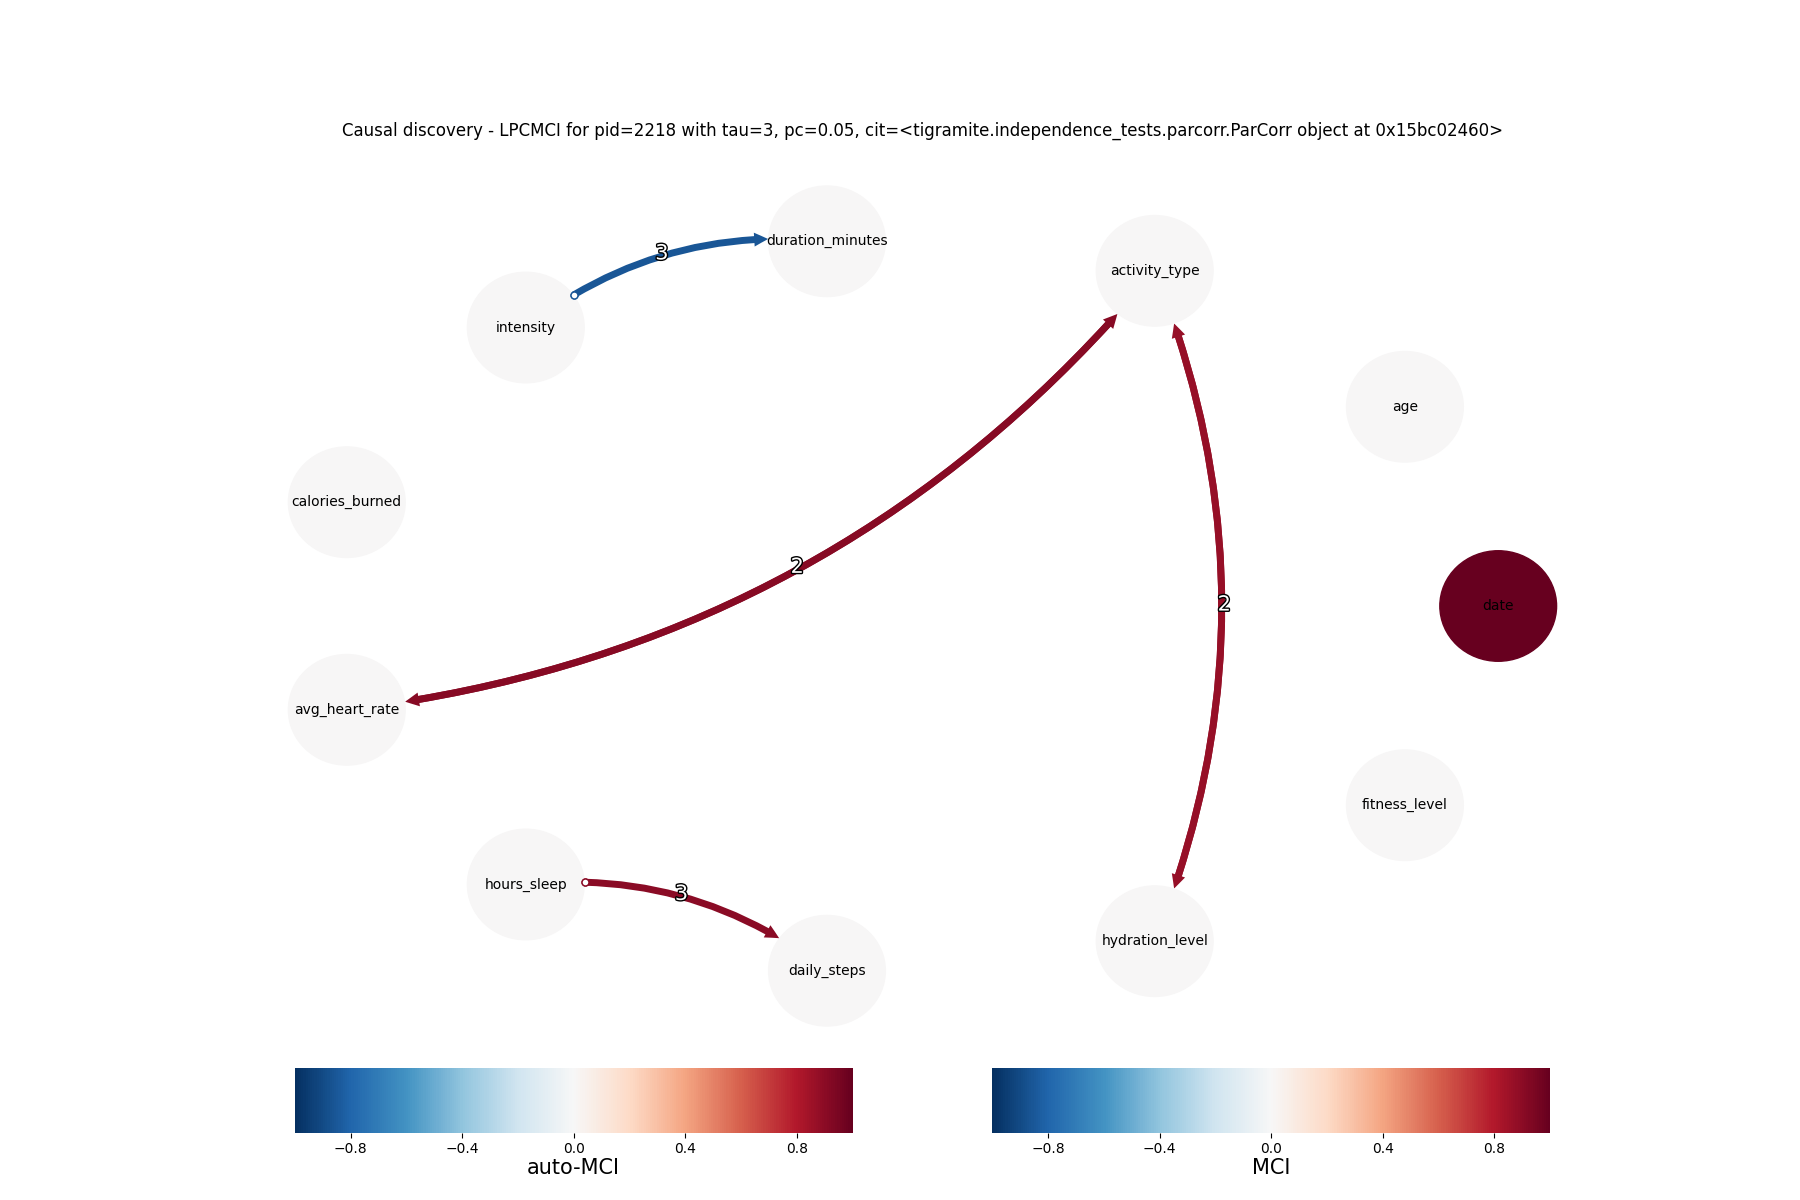 Causal discovery - LPCMCI for pid=2218 with tau=3, pc=0.05, cit=<tigramite.independence_tests.parcorr.ParCorr object at 0x15bc02460>
duration_minutes
3
activity_type
intensity
age
calories_burned
2
2
date
avg_heart_rate
fitness_level
hours_sleep
3
hydration_level
daily_steps
−0.8 −0.4 0.0 0.4 0.8
auto-MCI
−0.8 −0.4 0.0 0.4 0.8
MCI